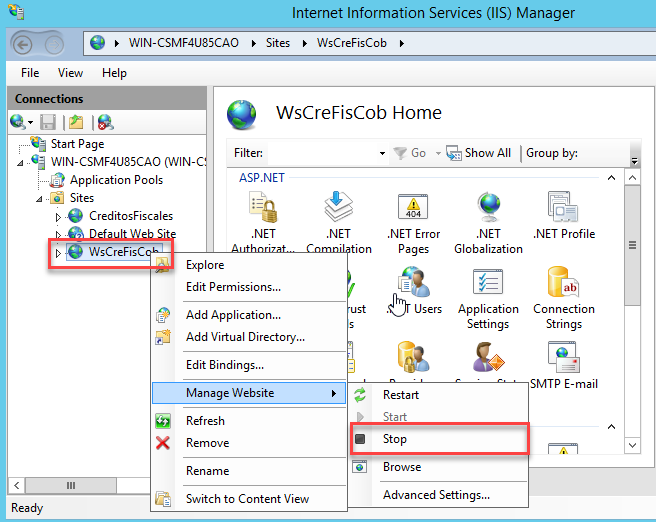 Internet Information Services (IIS) Manager
WIN-CSMF4U85CAO
Sites
WsCreFisCob
File
View
Help
Connections
Start Page
WIN-CSMF4U85CAO (WIN-CS
Application Pools
Sites
CreditosFiscales
Default Web Site
WsCreFisCob
WsCreFisCob Home
Filter:
Go
Show All
Group by:
ASP.NET
.NET Authorizat...
.NET Compilation
404
.NET Error Pages
.NET Globalization
.NET Profile
.NET Users
Application Settings
ab
Connection Strings
SMTP E-mail
Explore
Edit Permissions...
Add Application...
Add Virtual Directory...
Edit Bindings...
Manage Website
Refresh
Remove
Rename
Switch to Content View
Restart
Start
Stop
Browse
Advanced Settings...
Ready